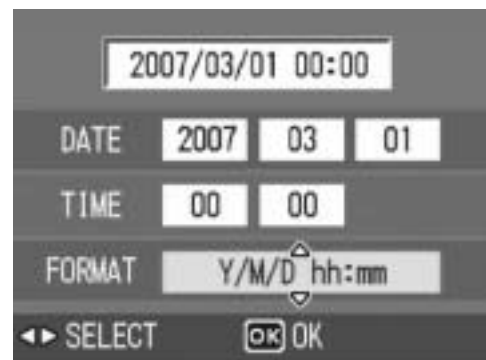 2007/03/01 00:00
DATE 2007 03 01
TIME 00 00
FORMAT Y/M/D hh:mm
◄► SELECT OK OK